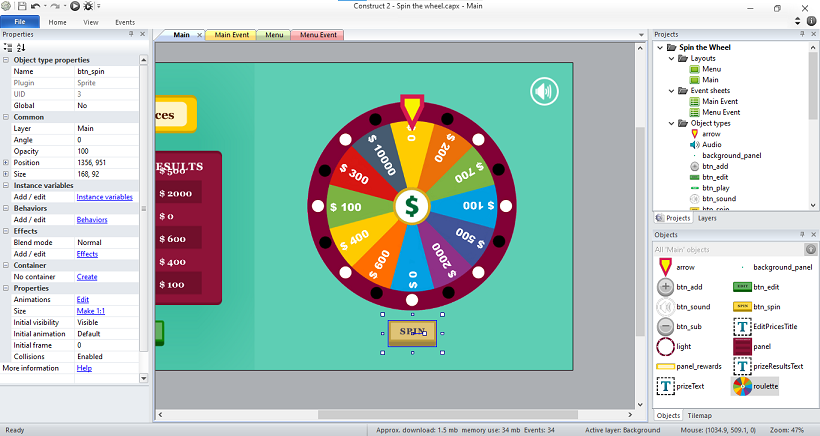 Construct 2 - Spin the wheel.capx - Main
File
Home
View
Events
Properties
Object type properties
Name btn_spin
Plugin Sprite
UID 3
Global No
Common
Layer Main
Angle 0
Opacity 100
Position 1356, 951
Size 168, 92
Instance variables
Add / edit Instance variables
Behaviors
Add / edit Behaviors
Effects
Blend mode Normal
Add / edit Effects
Container
No container Create
Properties
Animations Edit
Size Make 1:1
Initial visibility Visible
Initial animation Default
Initial frame 0
Collisions Enabled
More information Help
Main
Main Event
Menu
Menu Event
ces
ESULTS
$ 500
$ 2000
$ 0
$ 600
$ 400
$ 100
0
$ 200
$ 700
$ 100
$ 500
$ 2000
$ 0
$ 600
$ 400
$ 100
$ 300
$ 10000
$
SPIN
Projects
Spin the Wheel
Layouts
Menu
Main
Event sheets
Main Event
Menu Event
Object types
arrow
Audio
background_panel
btn_add
btn_edit
btn_play
btn_sound
btn_spin
Projects
Layers
Objects
All 'Main' objects
arrow
background_panel
btn_add
btn_edit
btn_sound
btn_spin
btn_sub
EditPricesTitle
light
panel
panel_rewards
prizeResultsText
prizeText
roulette
Objects
Tilemap
Ready
Approx. download: 1.5 mb memory use: 34 mb Events: 34
Active layer: Background
Mouse: (1034.9, 509.1, 0)
Zoom: 47%